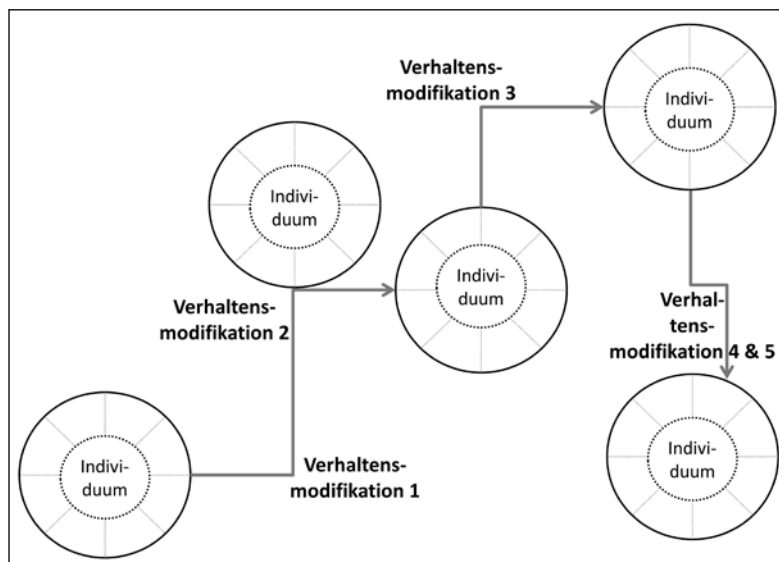 Verhaltens-
modifikation 3
Indivi-
duum
Indivi-
duum
Indivi-
duum
Verhaltens-
modifikation 2
Verhal-
tens-
modifikation 4 & 5
Indivi-
duum
Verhaltens-
modifikation 1
Indivi-
duum